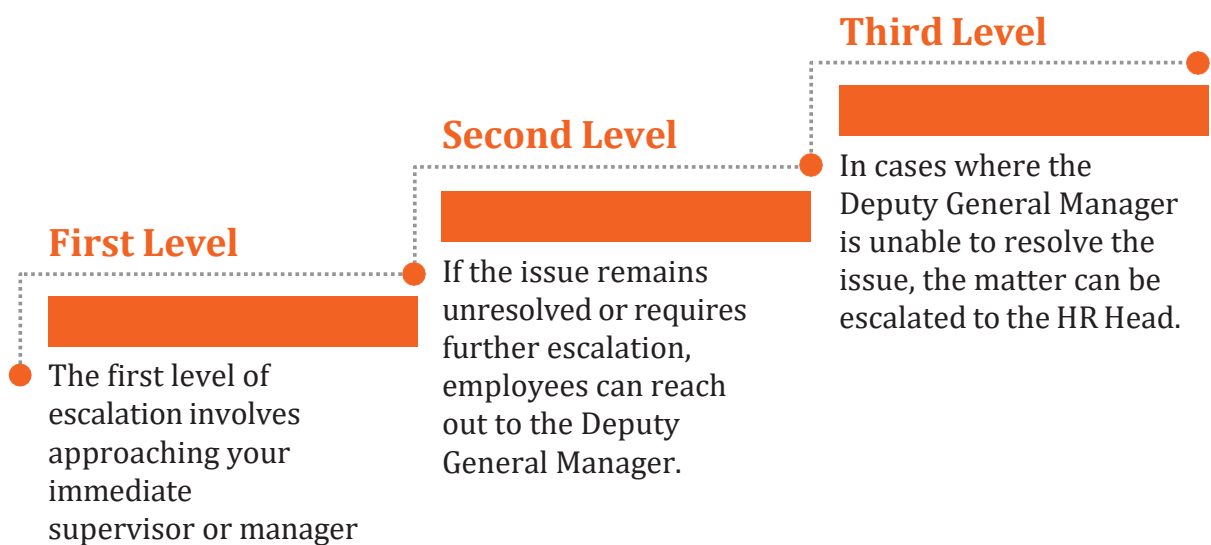 First Level
The first level of
escalation involves
approaching your
immediate
supervisor or manager
Second Level
If the issue remains
unresolved or requires
further escalation,
employees can reach
out to the Deputy
General Manager.
Third Level
In cases where the
Deputy General Manager
is unable to resolve the
issue, the matter can be
escalated to the HR Head.